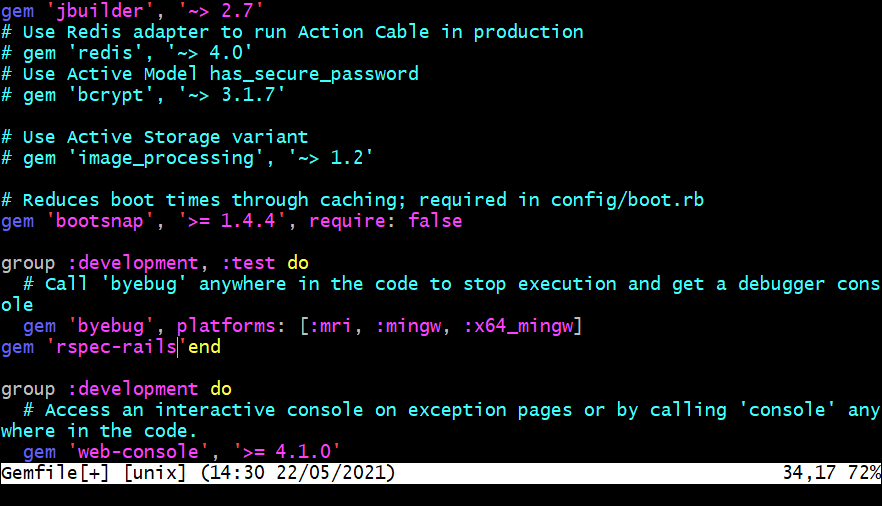 gem 'jbuilder', '~> 2.7'
# Use Redis adapter to run Action Cable in production
# gem 'redis', '~> 4.0'
# Use Active Model has_secure_password
# gem 'bcrypt', '~> 3.1.7'
# Use Active Storage variant
# gem 'image_processing', '~> 1.2'
# Reduces boot times through caching; required in config/boot.rb
gem 'bootsnap', '>= 1.4.4', require: false
group :development, :test do
  # Call 'byebug' anywhere in the code to stop execution and get a debugger cons
ole
  gem 'byebug', platforms: [:mri, :mingw, :x64_mingw]
gem 'rspec-rails'end
group :development do
  # Access an interactive console on exception pages or by calling 'console' any
where in the code.
  gem 'web-console', '>= 4.1.0'
Gemfile[+] [unix] (14:30 22/05/2021) 34,17 72%